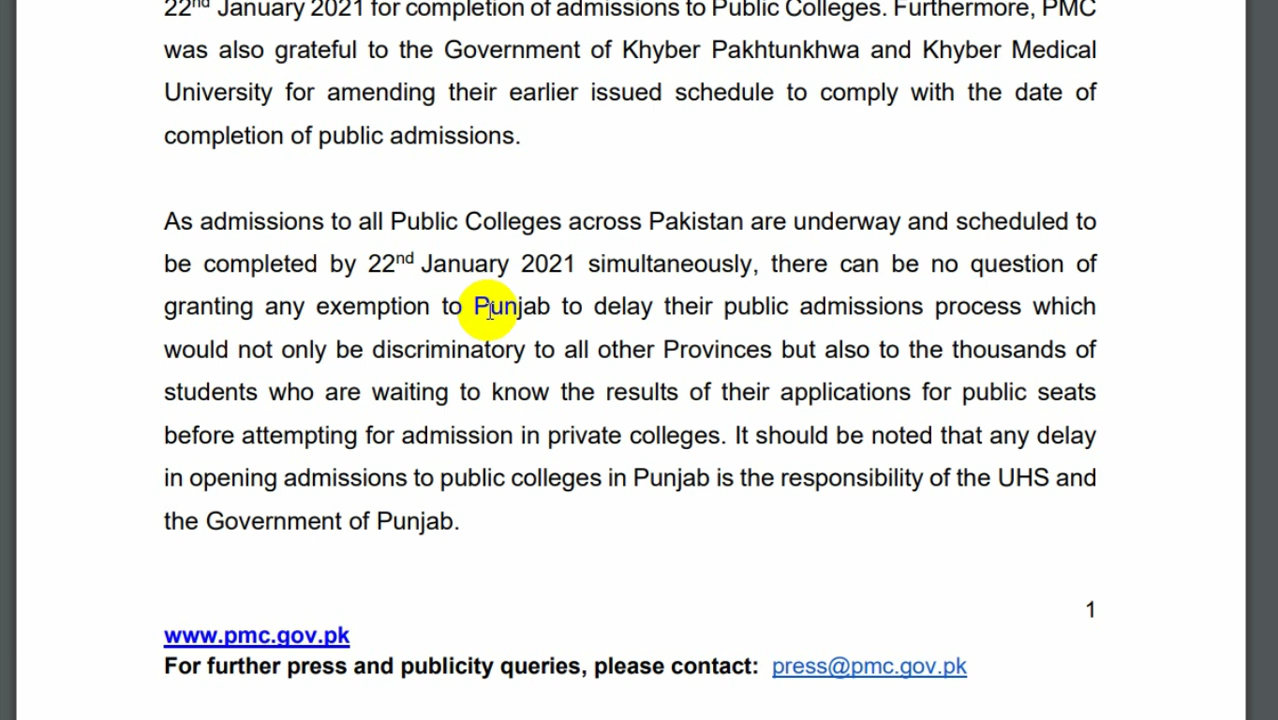 22nd January 2021 for completion of admissions to Public Colleges. Furthermore, PMC
was also grateful to the Government of Khyber Pakhtunkhwa and Khyber Medical
University for amending their earlier issued schedule to comply with the date of
completion of public admissions.
As admissions to all Public Colleges across Pakistan are underway and scheduled to
be completed by 22nd January 2021 simultaneously, there can be no question of
granting any exemption to Punjab to delay their public admissions process which
would not only be discriminatory to all other Provinces but also to the thousands of
students who are waiting to know the results of their applications for public seats
before attempting for admission in private colleges. It should be noted that any delay
in opening admissions to public colleges in Punjab is the responsibility of the UHS and
the Government of Punjab.
1
www.pmc.gov.pk
For further press and publicity queries, please contact: press@pmc.gov.pk